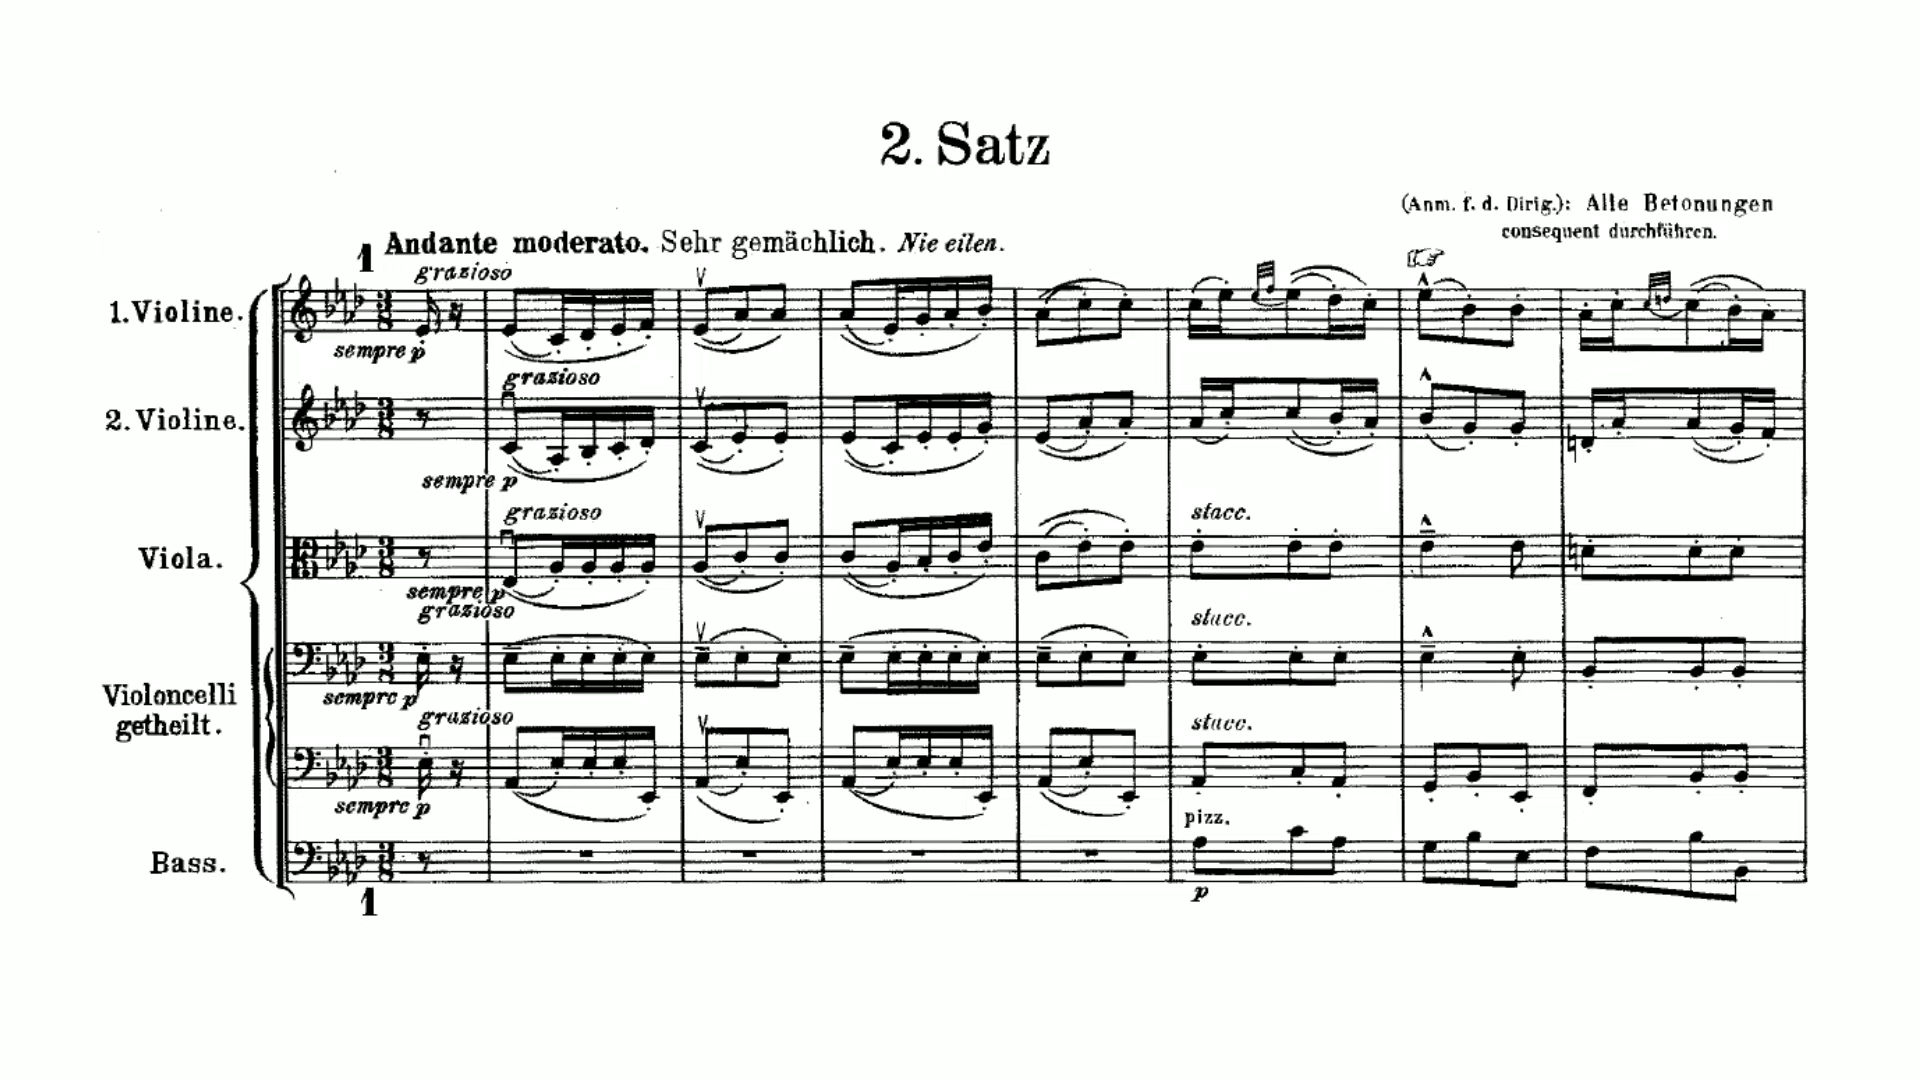 2. Satz
(Anm. f. d. Dirig.): Alle Betonungen
consequent durchführen.
1 Andante moderato. Sehr gemächlich. Nie eilen.
grazioso
1. Violine.
sempre p
grazioso
2. Violine.
sempre p
grazioso
stacc.
Viola.
sempre p
grazioso
stacc.
Violoncelli
getheilt.
sempre p
grazioso
stacc.
sempre p
pizz.
Bass.
p
1